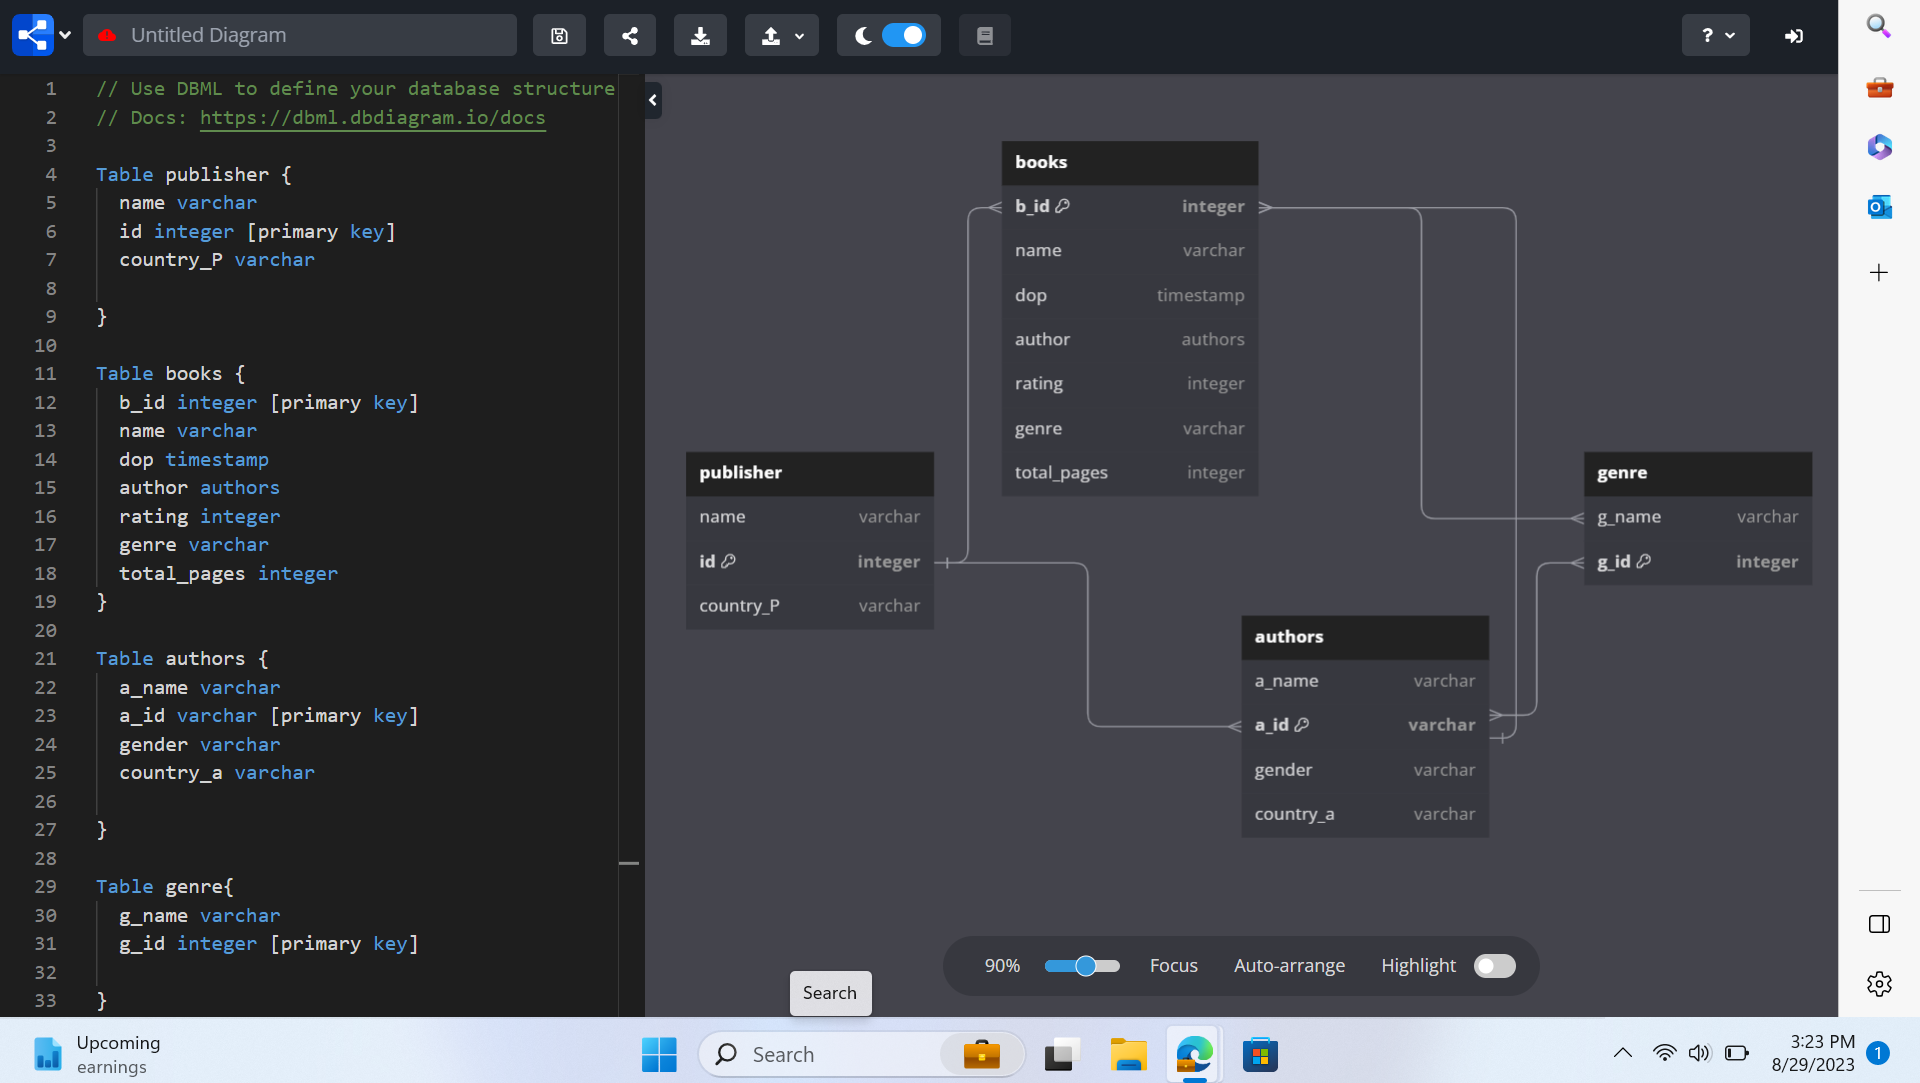 Untitled Diagram
?
1 // Use DBML to define your database structure
2 // Docs: https://dbml.dbdiagram.io/docs
3
4 Table publisher {
5 name varchar
6 id integer [primary key]
7 country_P varchar
8
9 }
10
11 Table books {
12 b_id integer [primary key]
13 name varchar
14 dop timestamp
15 author authors
16 rating integer
17 genre varchar
18 total_pages integer
19 }
20
21 Table authors {
22 a_name varchar
23 a_id varchar [primary key]
24 gender varchar
25 country_a varchar
26
27 }
28
29 Table genre{
30 g_name varchar
31 g_id integer [primary key]
32
33 }
books
b_id integer
name varchar
dop timestamp
author authors
rating integer
genre varchar
total_pages integer
publisher
name varchar
id integer
country_P varchar
genre
g_name varchar
g_id integer
authors
a_name varchar
a_id varchar
gender varchar
country_a varchar
90% Focus Auto-arrange Highlight
Search
Upcoming
earnings
Search
3:23 PM
8/29/2023
1